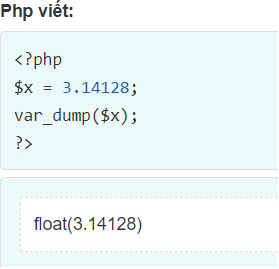 Php viết:
<?php
$x = 3.14128;
var_dump($x);
?>
float(3.14128)